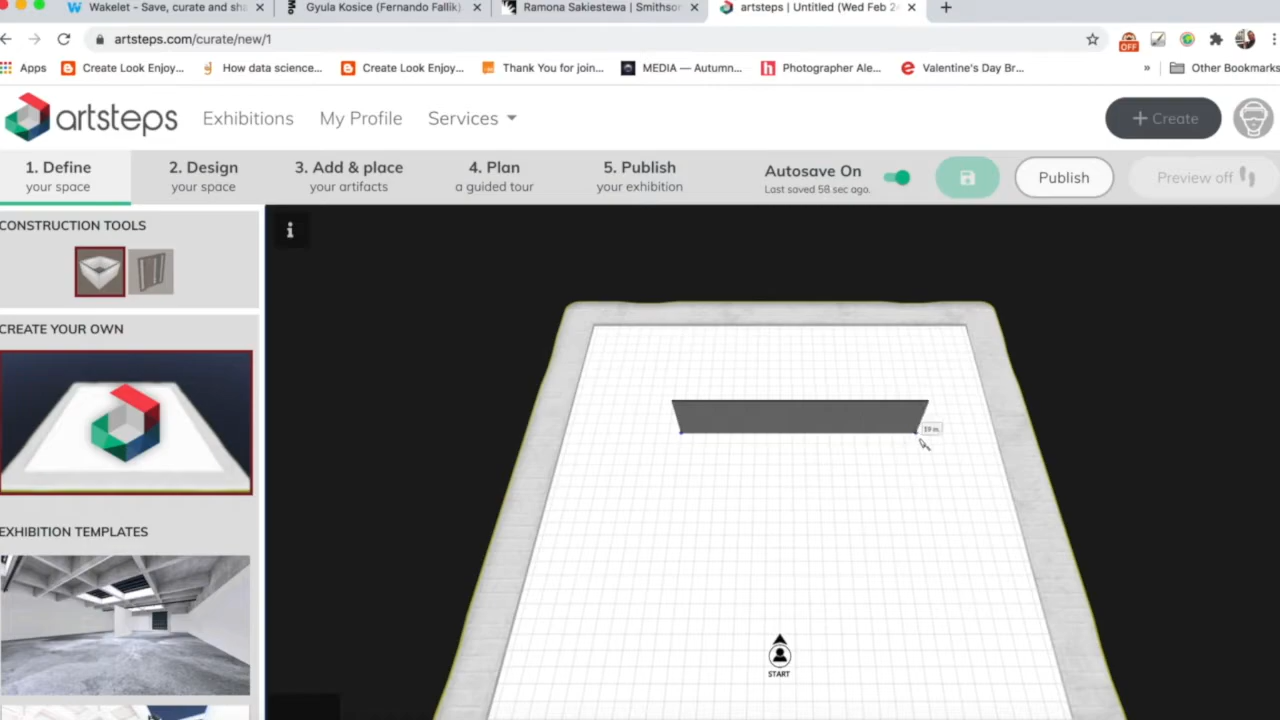 Wakelet - Save, curate and sha
Gyula Kosice (Fernando Fallik)
Ramona Sakiestewa | Smithson
artsteps | Untitled (Wed Feb 24
artsteps.com/curate/new/1
OFF
Apps
Create Look Enjoy...
How data science...
Create Look Enjoy...
Thank You for join...
MEDIA — Autumn...
Photographer Ale...
Valentine's Day Br...
»
Other Bookmarks
artsteps
Exhibitions
My Profile
Services
+ Create
1. Define
your space
2. Design
your space
3. Add & place
your artifacts
4. Plan
a guided tour
5. Publish
your exhibition
Autosave On
Last saved 58 sec ago.
Publish
Preview off
CONSTRUCTION TOOLS
i
CREATE YOUR OWN
EXHIBITION TEMPLATES
START